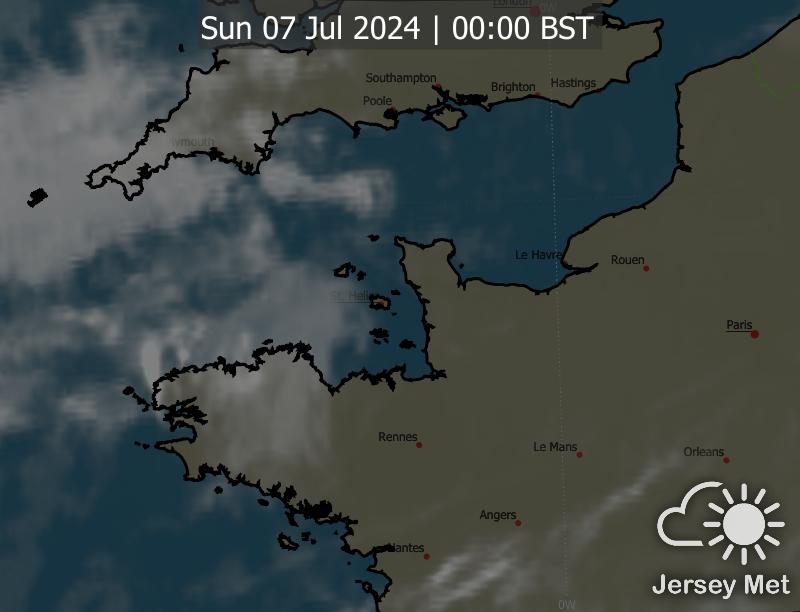 London
0W
Sun 07 Jul 2024 | 00:00 BST
Southampton
Brighton
Hastings
Poole
lymouth
Le Havre
Rouen
St. Helier
Paris
Rennes
Le Mans
Orleans
Angers
Nantes
Jersey Met
0W